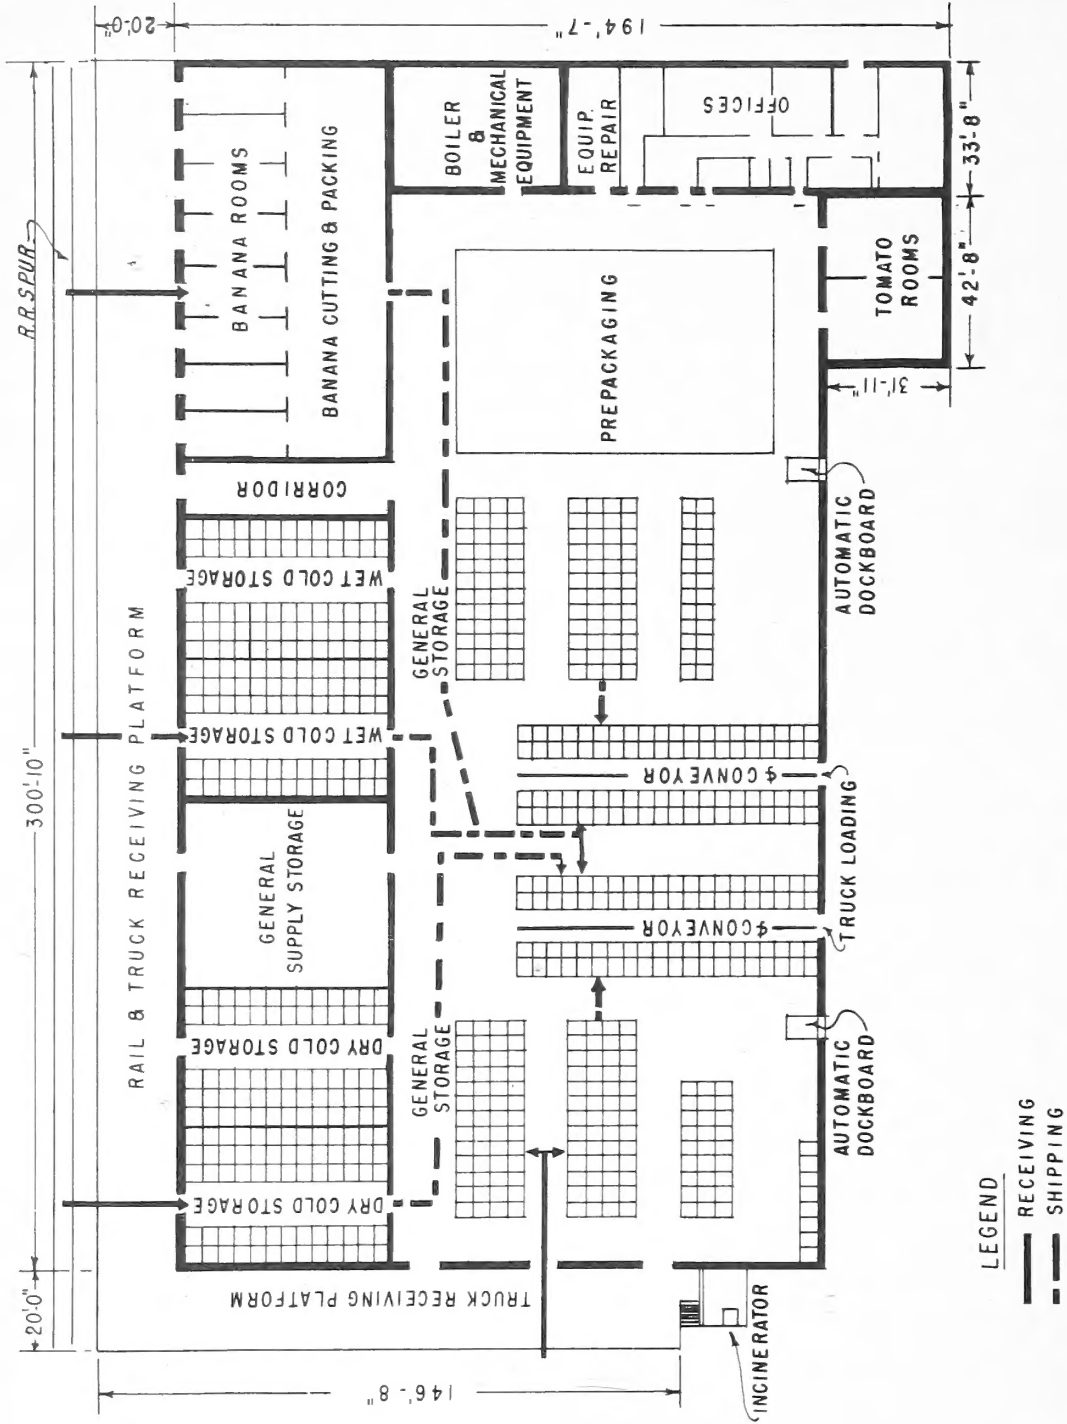 300'-10"
20'-0"
20'-0"
194'-7"
146'-8"
R.R. SPUR
RAIL & TRUCK RECEIVING PLATFORM
TRUCK RECEIVING PLATFORM
DRY COLD STORAGE
DRY COLD STORAGE
GENERAL
SUPPLY STORAGE
WET COLD STORAGE
WET COLD STORAGE
CORRIDOR
BANANA ROOMS
BANANA CUTTING & PACKING
BOILER
&
MECHANICAL
EQUIPMENT
EQUIP.
REPAIR
OFFICES
GENERAL
STORAGE
GENERAL
STORAGE
PREPACKAGING
TOMATO
ROOMS
31'-11"
42'-8"
33'-8"
℄ CONVEYOR
℄ CONVEYOR
INCINERATOR
AUTOMATIC
DOCKBOARD
TRUCK LOADING
AUTOMATIC
DOCKBOARD
LEGEND
RECEIVING
SHIPPING